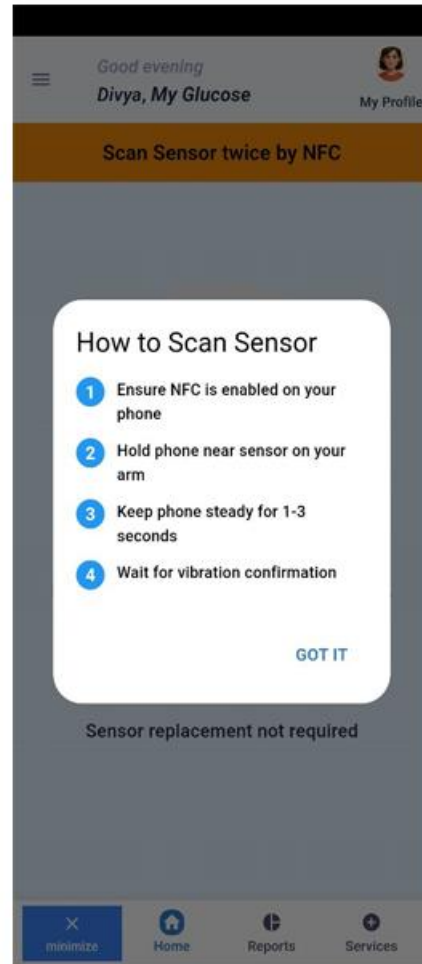 Good evening
Divya, My Glucose
My Profile
Scan Sensor twice by NFC
How to Scan Sensor
1 Ensure NFC is enabled on your
phone
2 Hold phone near sensor on your
arm
3 Keep phone steady for 1-3
seconds
4 Wait for vibration confirmation
GOT IT
Sensor replacement not required
minimize Home Reports Services